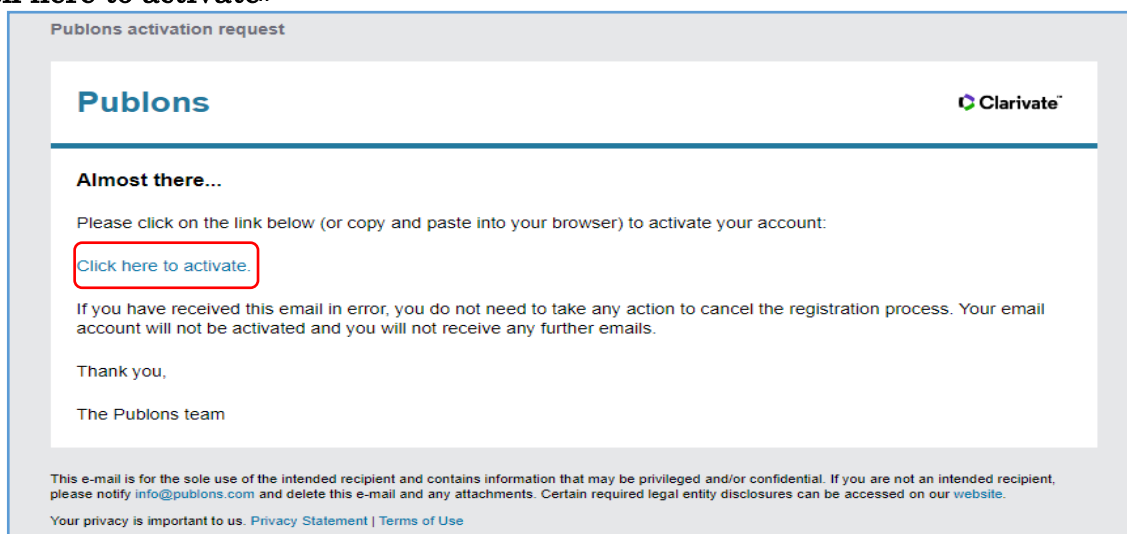 here to activate
Publons activation request
Publons
Clarivate™
Almost there...
Please click on the link below (or copy and paste into your browser) to activate your account:
Click here to activate.
If you have received this email in error, you do not need to take any action to cancel the registration process. Your email
account will not be activated and you will not receive any further emails.
Thank you,
The Publons team
This e-mail is for the sole use of the intended recipient and contains information that may be privileged and/or confidential. If you are not an intended recipient,
please notify info@publons.com and delete this e-mail and any attachments. Certain required legal entity disclosures can be accessed on our website.
Your privacy is important to us. Privacy Statement | Terms of Use